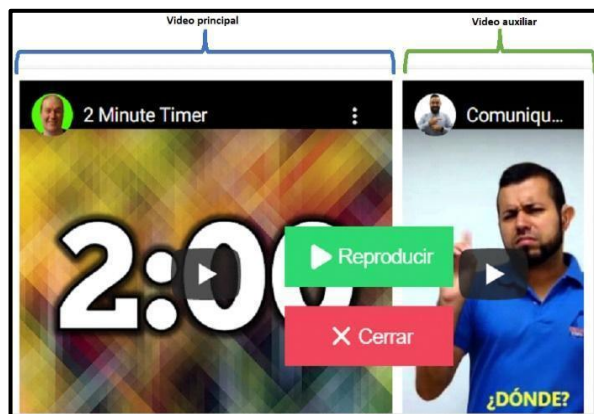 Video principal
Video auxiliar
2 Minute Timer
Comuniqu...
2:00
Reproducir
Cerrar
¿DÓNDE?